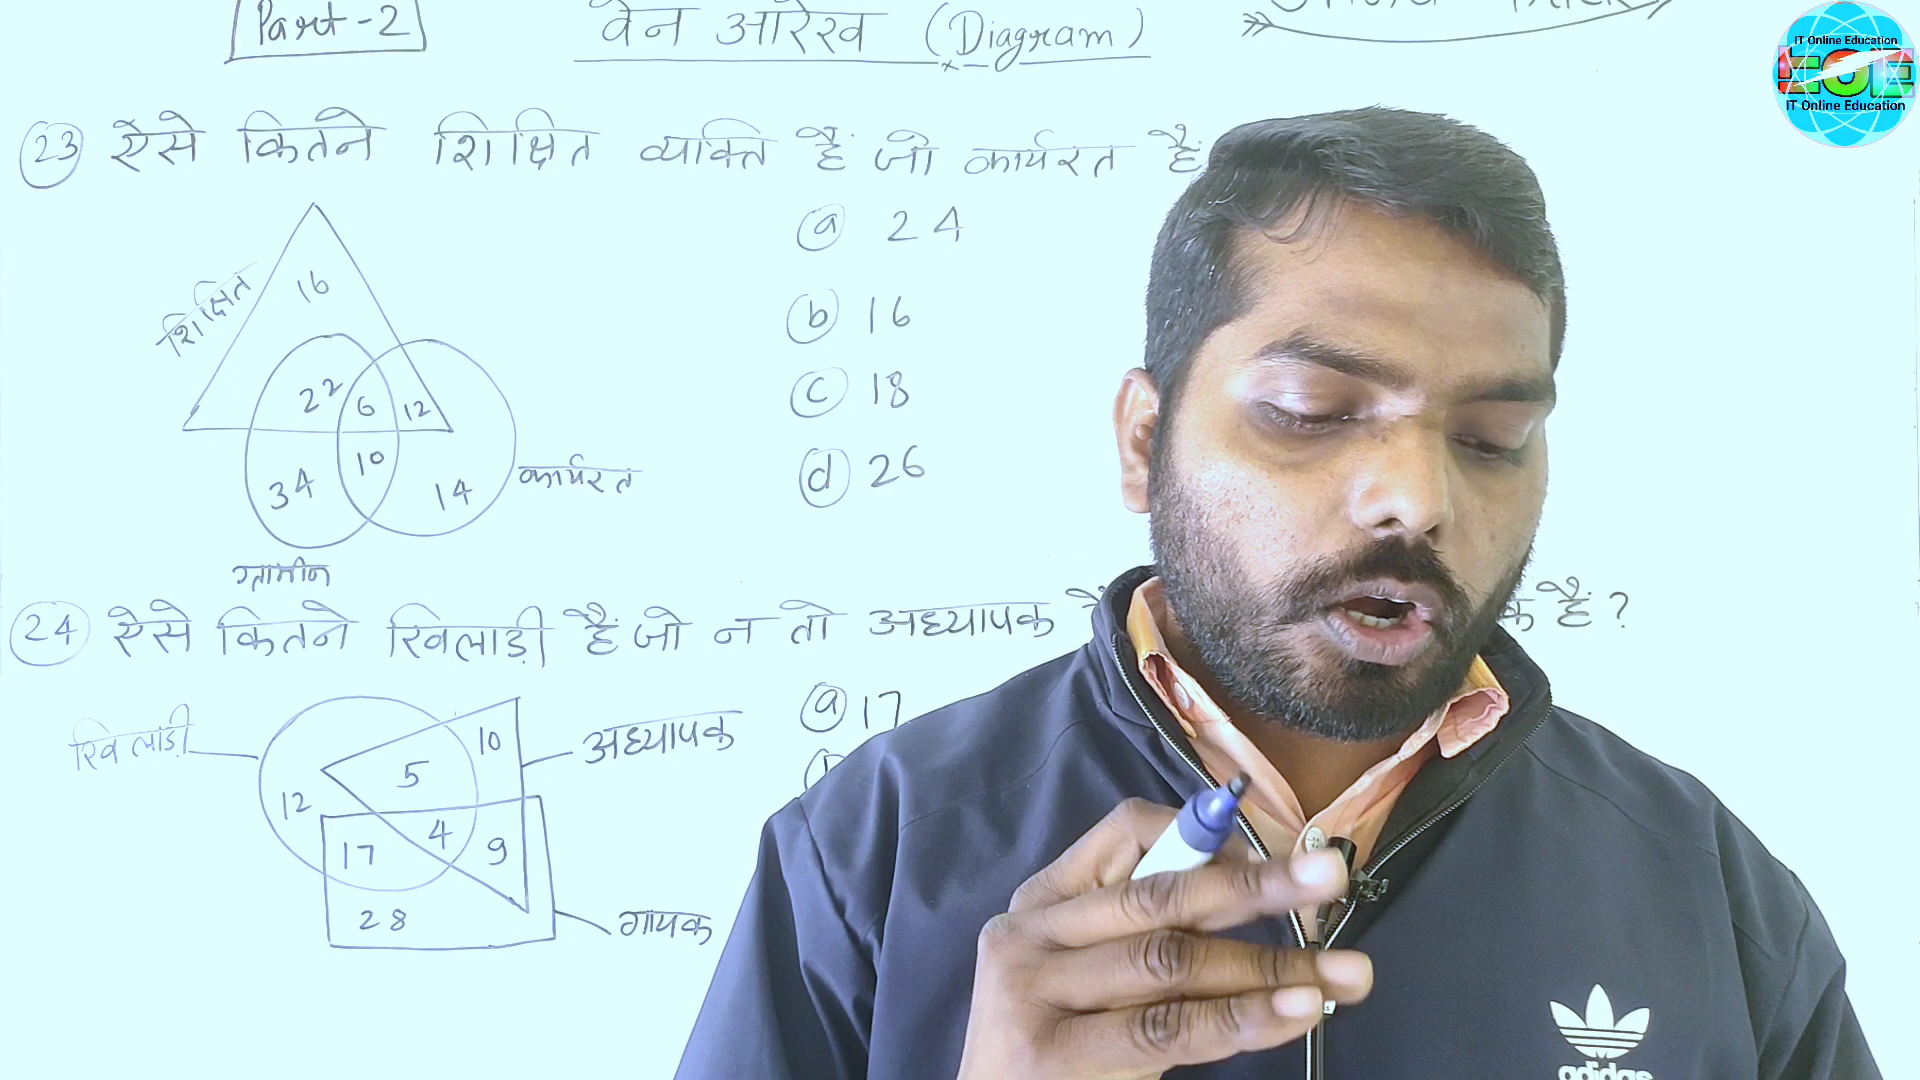 Part-2
वेन आरेख (Diagram)
IT Online Education
EOE
IT Online Education
23 ऐसे कितने शिक्षित व्यक्ति हैं जो कार्यरत हैं
a 24
b 16
c 18
d 26
शिक्षित
16
22 6 12
10
34
14
कार्यरत
ग्रामीन
24 ऐसे कितने खिलाड़ी हैं जो न तो अध्यापक हैं?
a 17
खिलाड़ी
10
अध्यापक
5
12
4
17
9
28
गायक
adidas